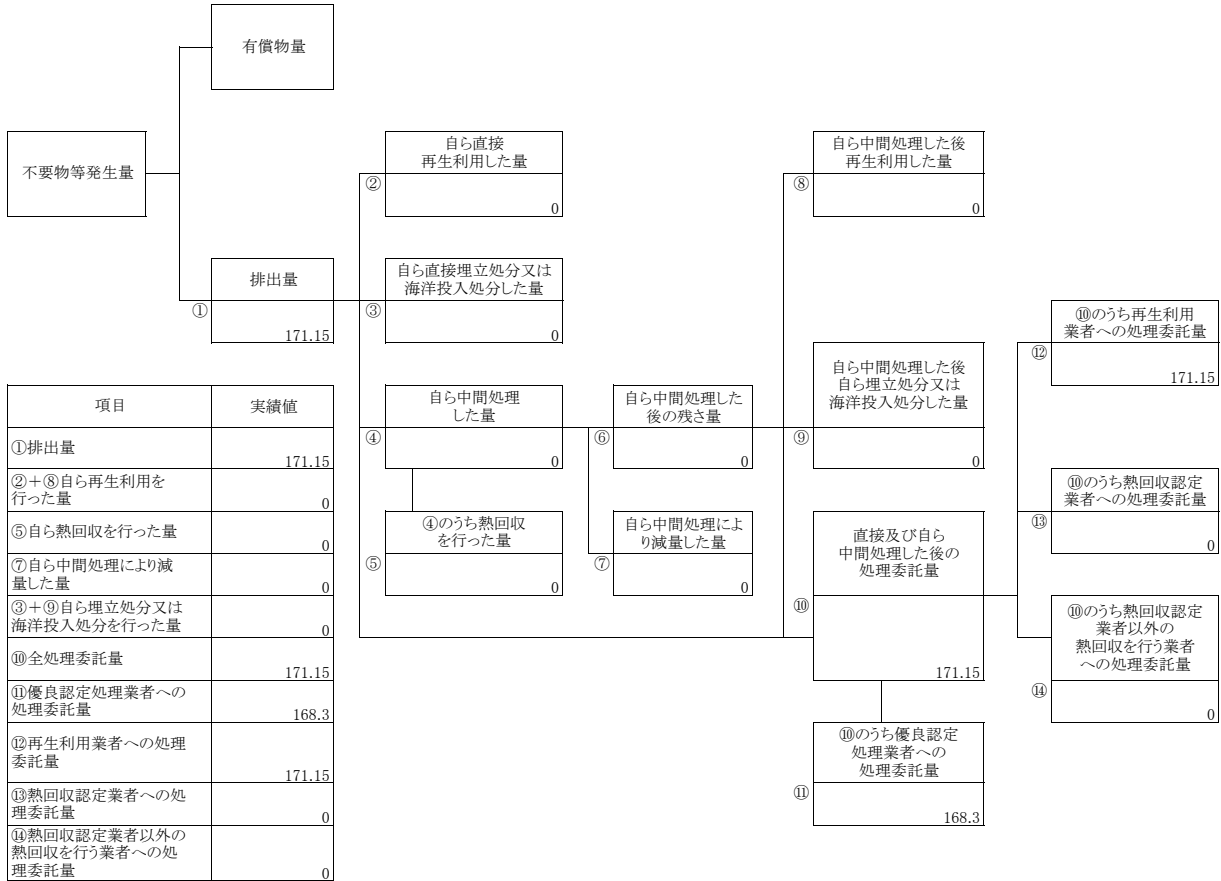 有償物量
不要物等発生量
自ら直接
再生利用した量
②
0
自ら中間処理した後
再生利用した量
⑧
0
排出量
①
171.15
自ら直接埋立処分又は
海洋投入処分した量
③
0
⑩のうち再生利用
業者への処理委託量
⑫
171.15
自ら中間処理
した量
④
0
自ら中間処理した
後の残さ量
⑥
0
自ら中間処理した後
自ら埋立処分又は
海洋投入処分した量
⑨
0
④のうち熱回収
を行った量
⑤
0
自ら中間処理によ
り減量した量
⑦
0
直接及び自ら
中間処理した後の
処理委託量
⑩
171.15
⑩のうち熱回収認定
業者への処理委託量
⑬
0
⑩のうち熱回収認定
業者以外の
熱回収を行う業者
への処理委託量
⑭
0
⑩のうち優良認定
処理業者への
処理委託量
⑪
168.3
項目 実績値
①排出量
171.15
②＋⑧自ら再生利用を
行った量
0
⑤自ら熱回収を行った量
0
⑦自ら中間処理により減
量した量
0
③＋⑨自ら埋立処分又は
海洋投入処分を行った量
0
⑩全処理委託量
171.15
⑪優良認定処理業者への
処理委託量
168.3
⑫再生利用業者への処理
委託量
171.15
⑬熱回収認定業者への処
理委託量
0
⑭熱回収認定業者以外の
熱回収を行う業者への処
理委託量
0